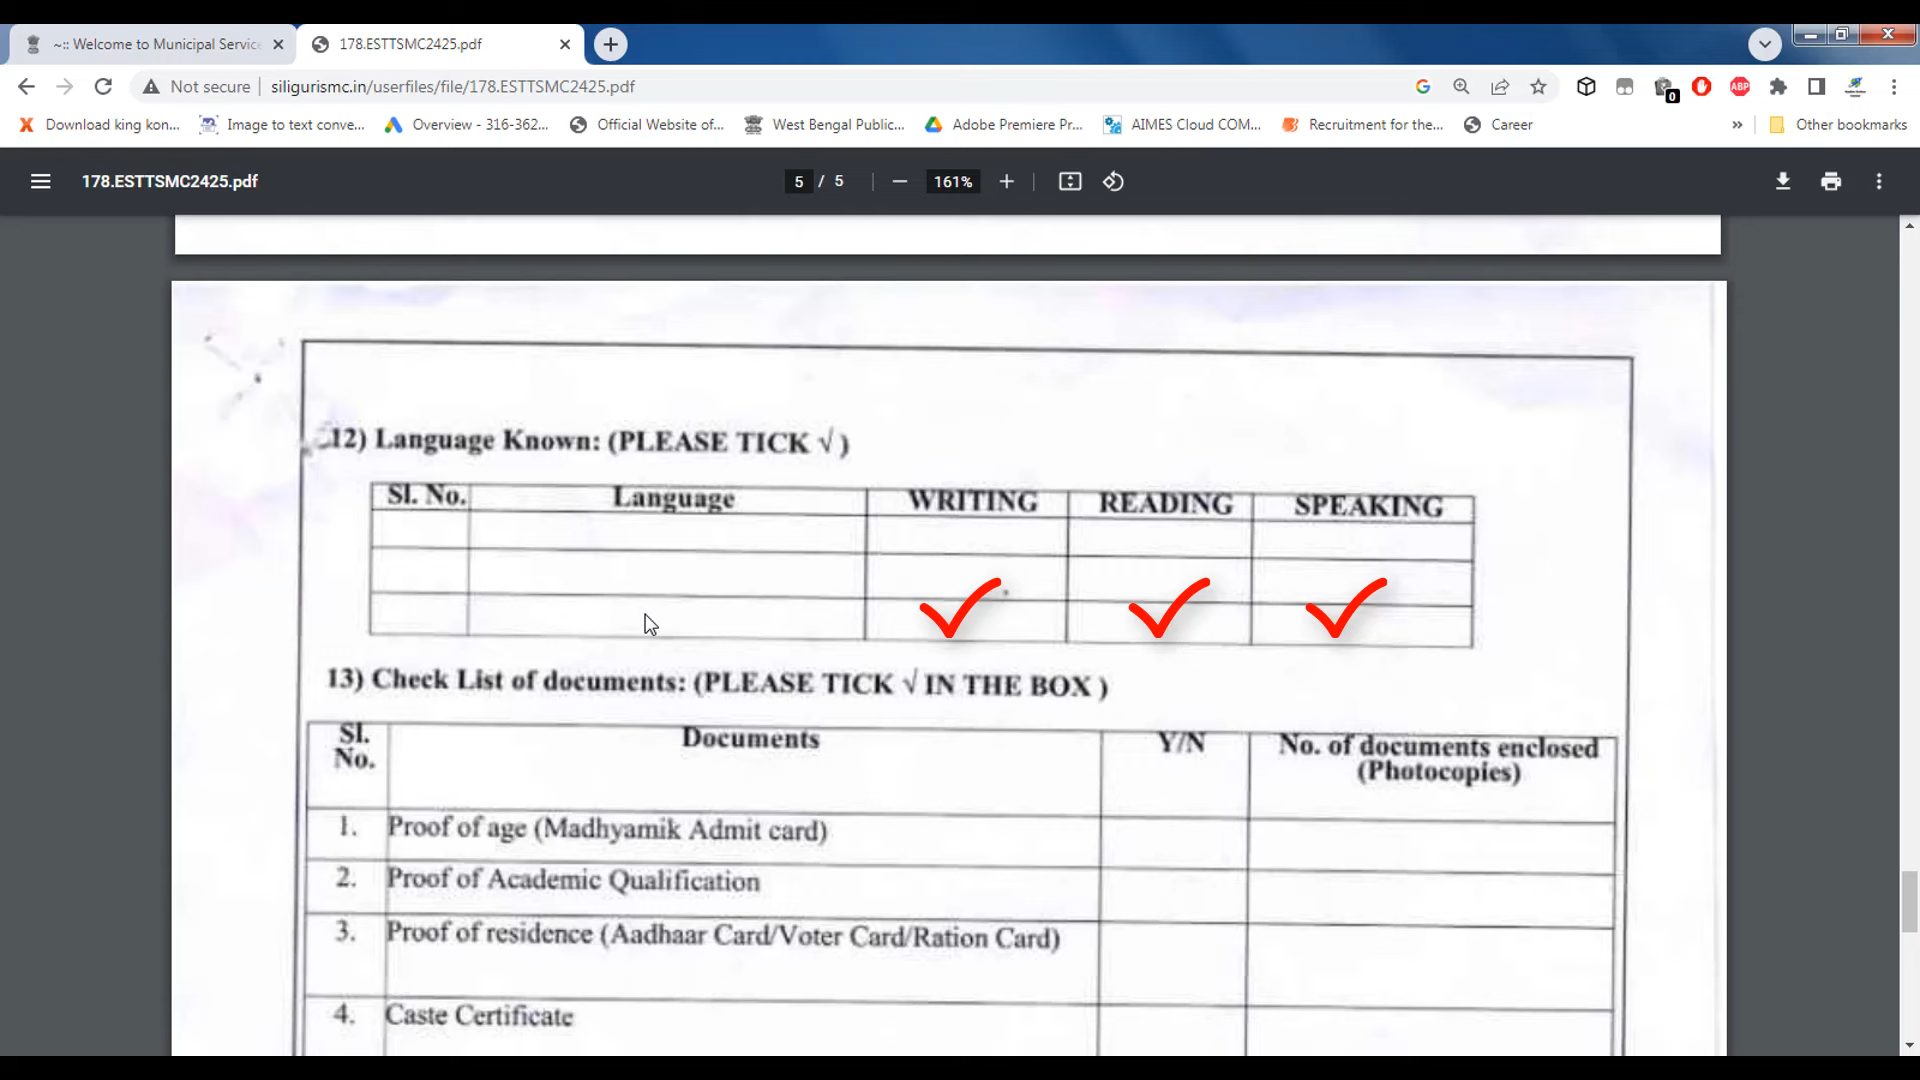 ~:: Welcome to Municipal Service
178.ESTTSMC2425.pdf
Not secure
siligurismc.in/userfiles/file/178.ESTTSMC2425.pdf
0
ABP
Download king kon...
Image to text conve...
Overview - 316-362...
Official Website of...
West Bengal Public...
Adobe Premiere Pr...
AIMES Cloud COM...
Recruitment for the...
Career
»
Other bookmarks
178.ESTTSMC2425.pdf
5 / 5
161%
12) Language Known: (PLEASE TICK √ )
Sl. No. Language WRITING READING SPEAKING
13) Check List of documents: (PLEASE TICK √ IN THE BOX )
Sl. No. Documents Y/N No. of documents enclosed
(Photocopies)
1. Proof of age (Madhyamik Admit card)
2. Proof of Academic Qualification
3. Proof of residence (Aadhaar Card/Voter Card/Ration Card)
4. Caste Certificate